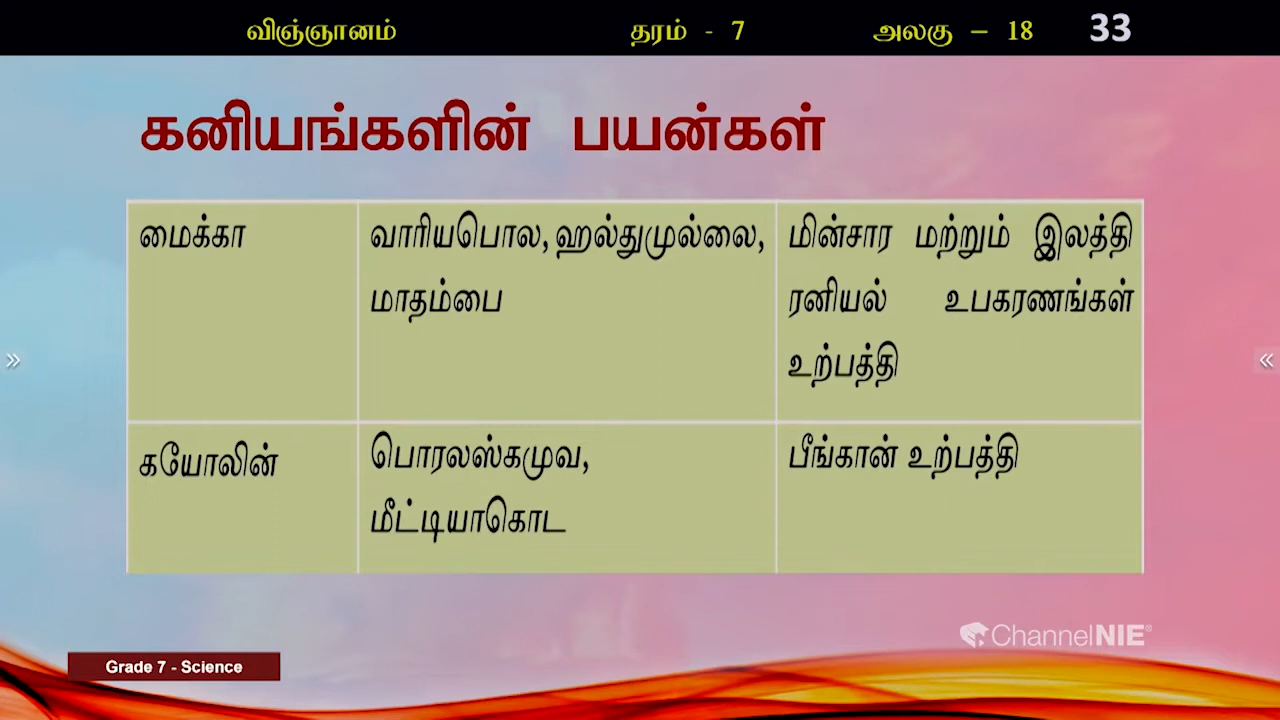 விஞ்ஞானம் தரம் - 7 அலகு – 18 33
கனியங்களின் பயன்கள்
மைக்கா
வாரியபொல, ஹல்துமுல்லை,
மாதம்பை
மின்சார மற்றும் இலத்தி
ரனியல் உபகரணங்கள்
உற்பத்தி
கயோலின்
பொரலஸ்கமுவ,
மீட்டியாகொட
பீங்கான் உற்பத்தி
ChannelNIE®
Grade 7 - Science